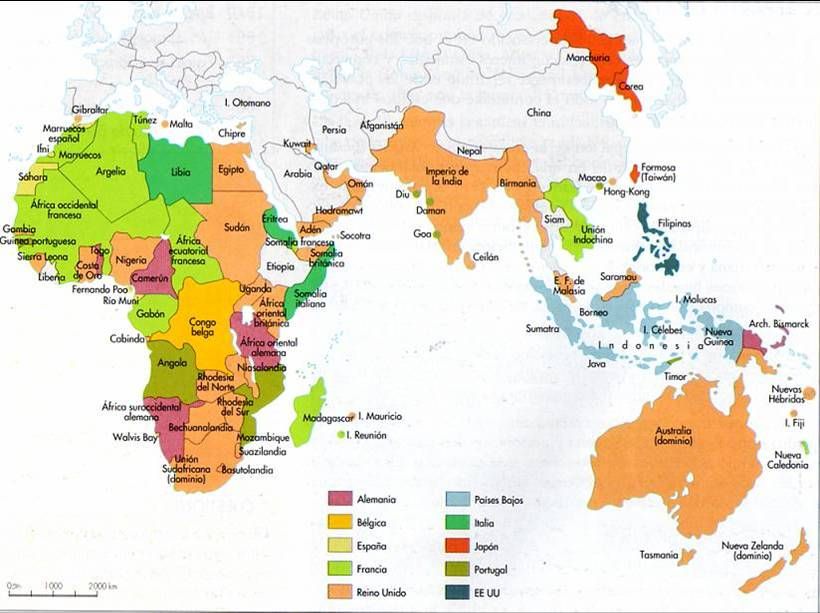 Gibraltar
Marruecos
español
Ifni
Marruecos
Sáhara
Argelia
Túnez
Malta
I. Otomano
Chipre
Libia
Egipto
Kuwait
Persia
Afganistán
Qatar
Arabia
Omán
Hadramawt
Adén
Socotra
África occidental
francesa
Gambia
Guinea portuguesa
Sierra Leona
Liberia
Costa
de Oro
Togo
Nigeria
Camerún
Fernando Poo
Río Muni
Gabón
Cabinda
África
ecuatorial
francesa
Sudán
Eritrea
Somalia francesa
Somalia
británica
Etiopía
Somalia
italiana
Uganda
África
oriental
británica
Congo
belga
África oriental
alemana
Niasalandia
Angola
Rhodesia
del Norte
Rhodesia
del Sur
África suroccidental
alemana
Walvis Bay
Bechuanalandia
Mozambique
Suazilandia
Unión
Sudafricana
(dominio)
Basutolandia
Madagascar
I. Mauricio
I. Reunión
Manchuria
Corea
China
Nepal
Imperio de
la India
Birmania
Diu
Daman
Goa
Ceilán
Macao
Hong-Kong
Formosa
(Taiwán)
Siam
Unión
Indochina
Filipinas
E. F. de
Malasia
Saramau
Borneo
Sumatra
I. Célebes
I. Malucas
Indonesia
Java
Timor
Nueva
Guinea
Arch. Bismarck
Nuevas
Hébridas
I. Fiji
Nueva
Caledonia
Australia
(dominio)
Tasmania
Nueva Zelanda
(dominio)
Alemania
Bélgica
España
Francia
Reino Unido
Países Bajos
Italia
Japón
Portugal
EE UU
1000
2000 km